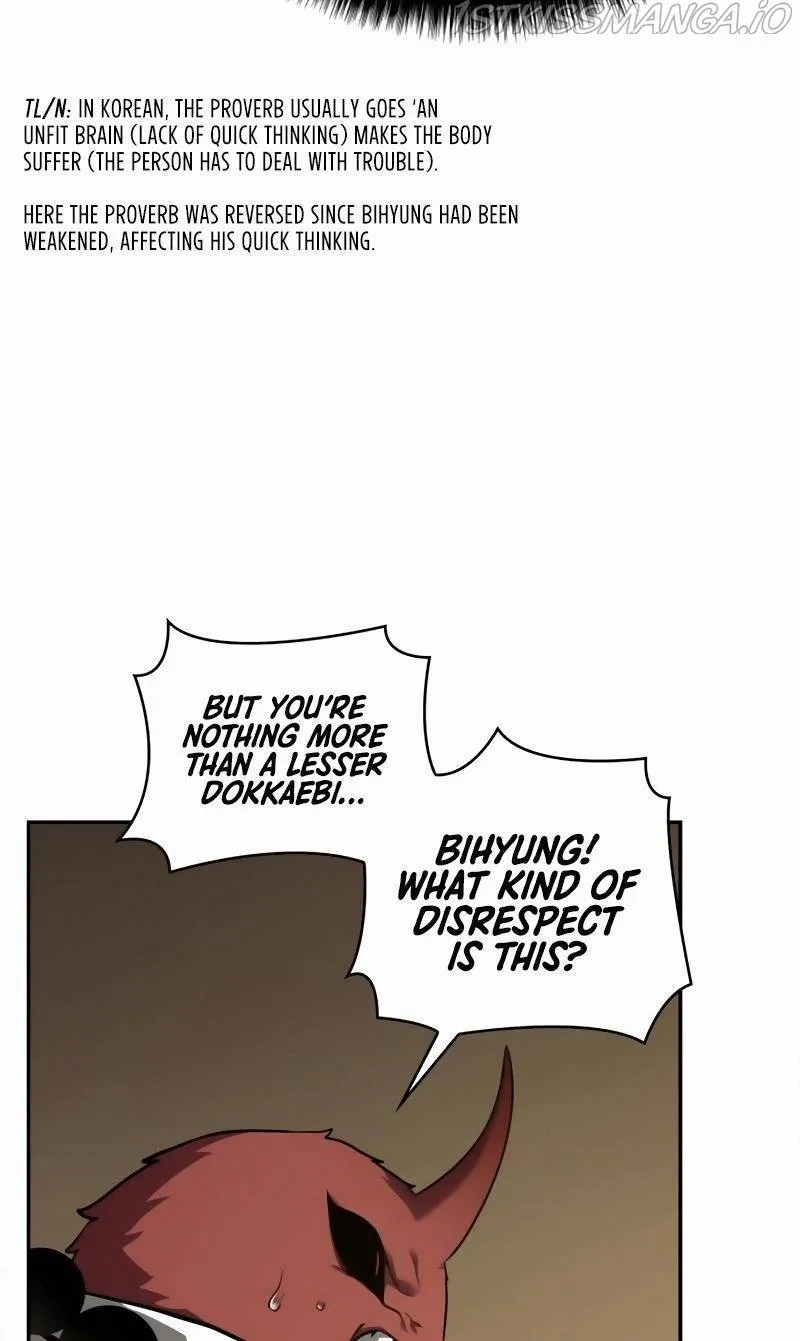 1STKISSMANGA.IO
TL/N: IN KOREAN, THE PROVERB USUALLY GOES 'AN
UNFIT BRAIN (LACK OF QUICK THINKING) MAKES THE BODY
SUFFER (THE PERSON HAS TO DEAL WITH TROUBLE).
HERE THE PROVERB WAS REVERSED SINCE BIHYUNG HAD BEEN
WEAKENED, AFFECTING HIS QUICK THINKING.
BUT YOU'RE
NOTHING MORE
THAN A LESSER
DOKKAEBI...
BIHYUNG!
WHAT KIND OF
DISRESPECT
IS THIS?